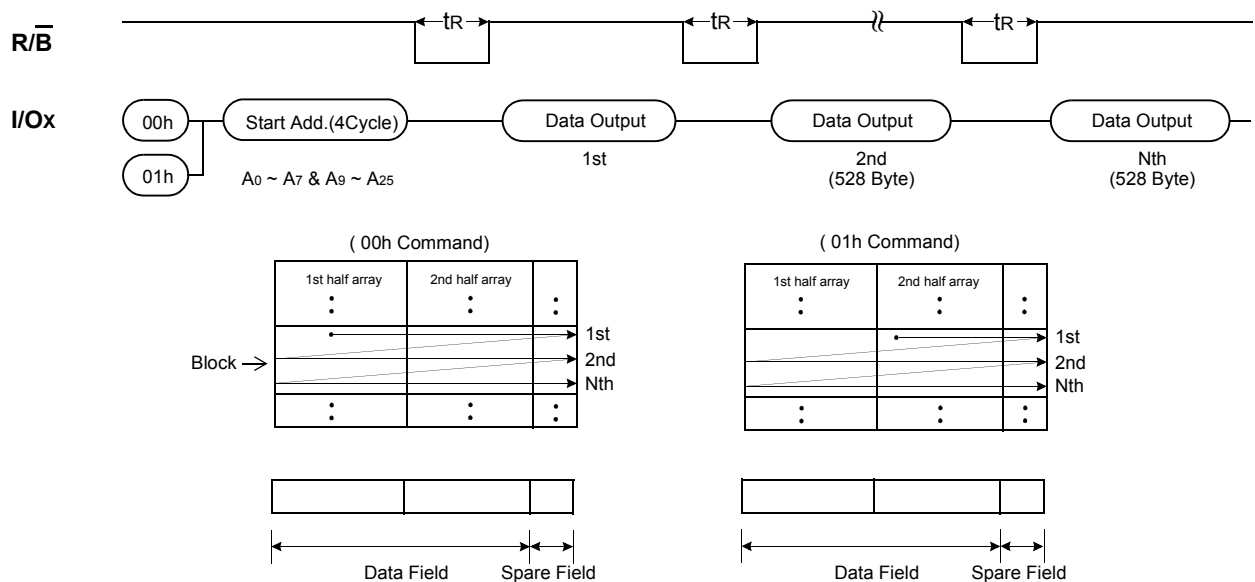 tR tR tR
R/B
I/Ox 00h Start Add.(4Cycle) Data Output Data Output Data Output
01h A0 ~ A7 & A9 ~ A25 1st 2nd Nth
(528 Byte) (528 Byte)
( 00h Command) ( 01h Command)
1st half array 2nd half array 1st half array 2nd half array
1st 1st
Block 2nd 2nd
Nth Nth
Data Field Spare Field Data Field Spare Field